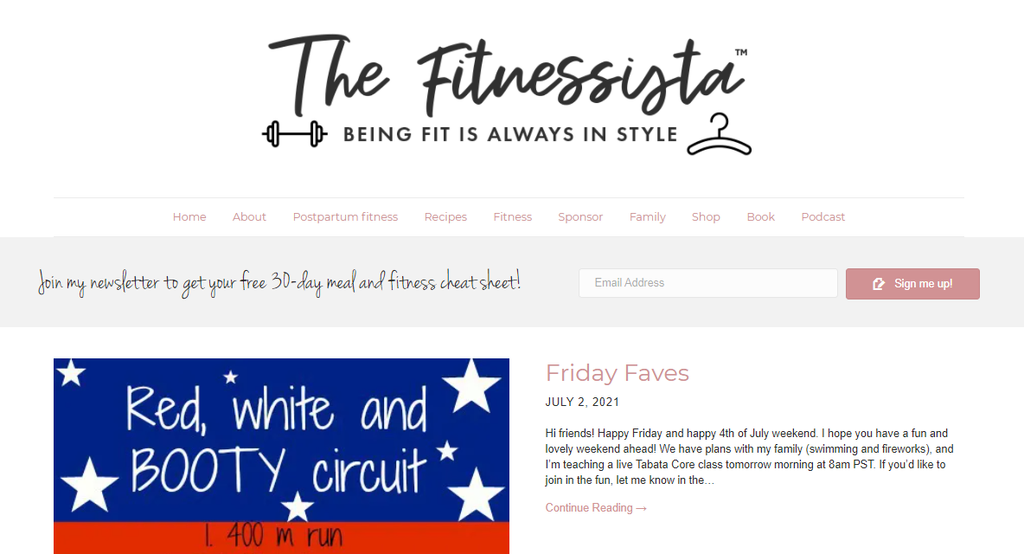 The Fitnessista™
BEING FIT IS ALWAYS IN STYLE
Home About Postpartum fitness Recipes Fitness Sponsor Family Shop Book Podcast
Join my newsletter to get your free 30-day meal and fitness cheat sheet!
Email Address
Sign me up!
Red, white and
BOOTY circuit
1. 400 m run
Friday Faves
JULY 2, 2021
Hi friends! Happy Friday and happy 4th of July weekend. I hope you have a fun and
lovely weekend ahead! We have plans with my family (swimming and fireworks), and
I'm teaching a live Tabata Core class tomorrow morning at 8am PST. If you'd like to
join in the fun, let me know in the…
Continue Reading →